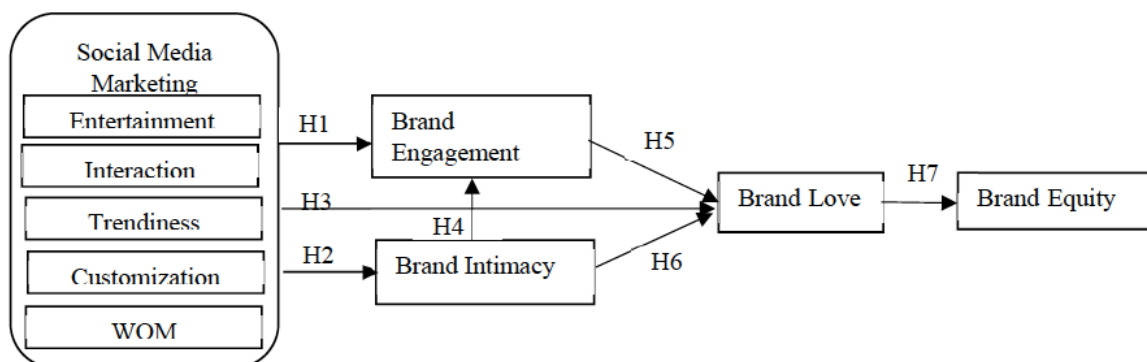 Social Media
Marketing
Entertainment
Interaction
Trendiness
Customization
WOM
H1
H3
H2
Brand
Engagement
H4
Brand Intimacy
H5
H6
Brand Love
H7
Brand Equity